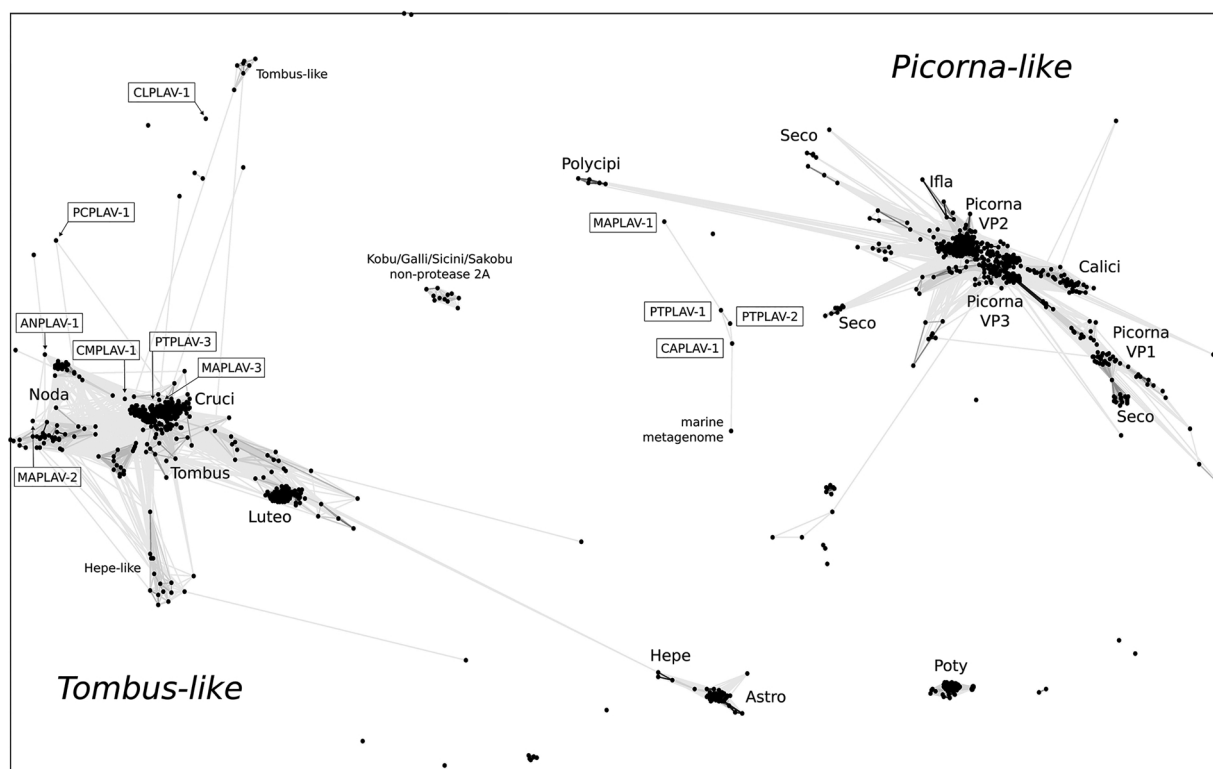 Picorna-like
Tombus-like
CLPLAV-1
Seco
Polycipi
Ifla
PCPLAV-1
MAPLAV-1
Picorna
VP2
Kobu/Galli/Sicini/Sakobu
non-protease 2A
Calici
PTPLAV-1
PTPLAV-2
Seco
Picorna
VP3
ANPLAV-1
CMPLAV-1
PTPLAV-3
CAPLAV-1
Picorna
VP1
MAPLAV-3
Noda
Cruci
Seco
marine
metagenome
MAPLAV-2
Tombus
Luteo
Hepe-like
Hepe
Poty
Tombus-like
Astro